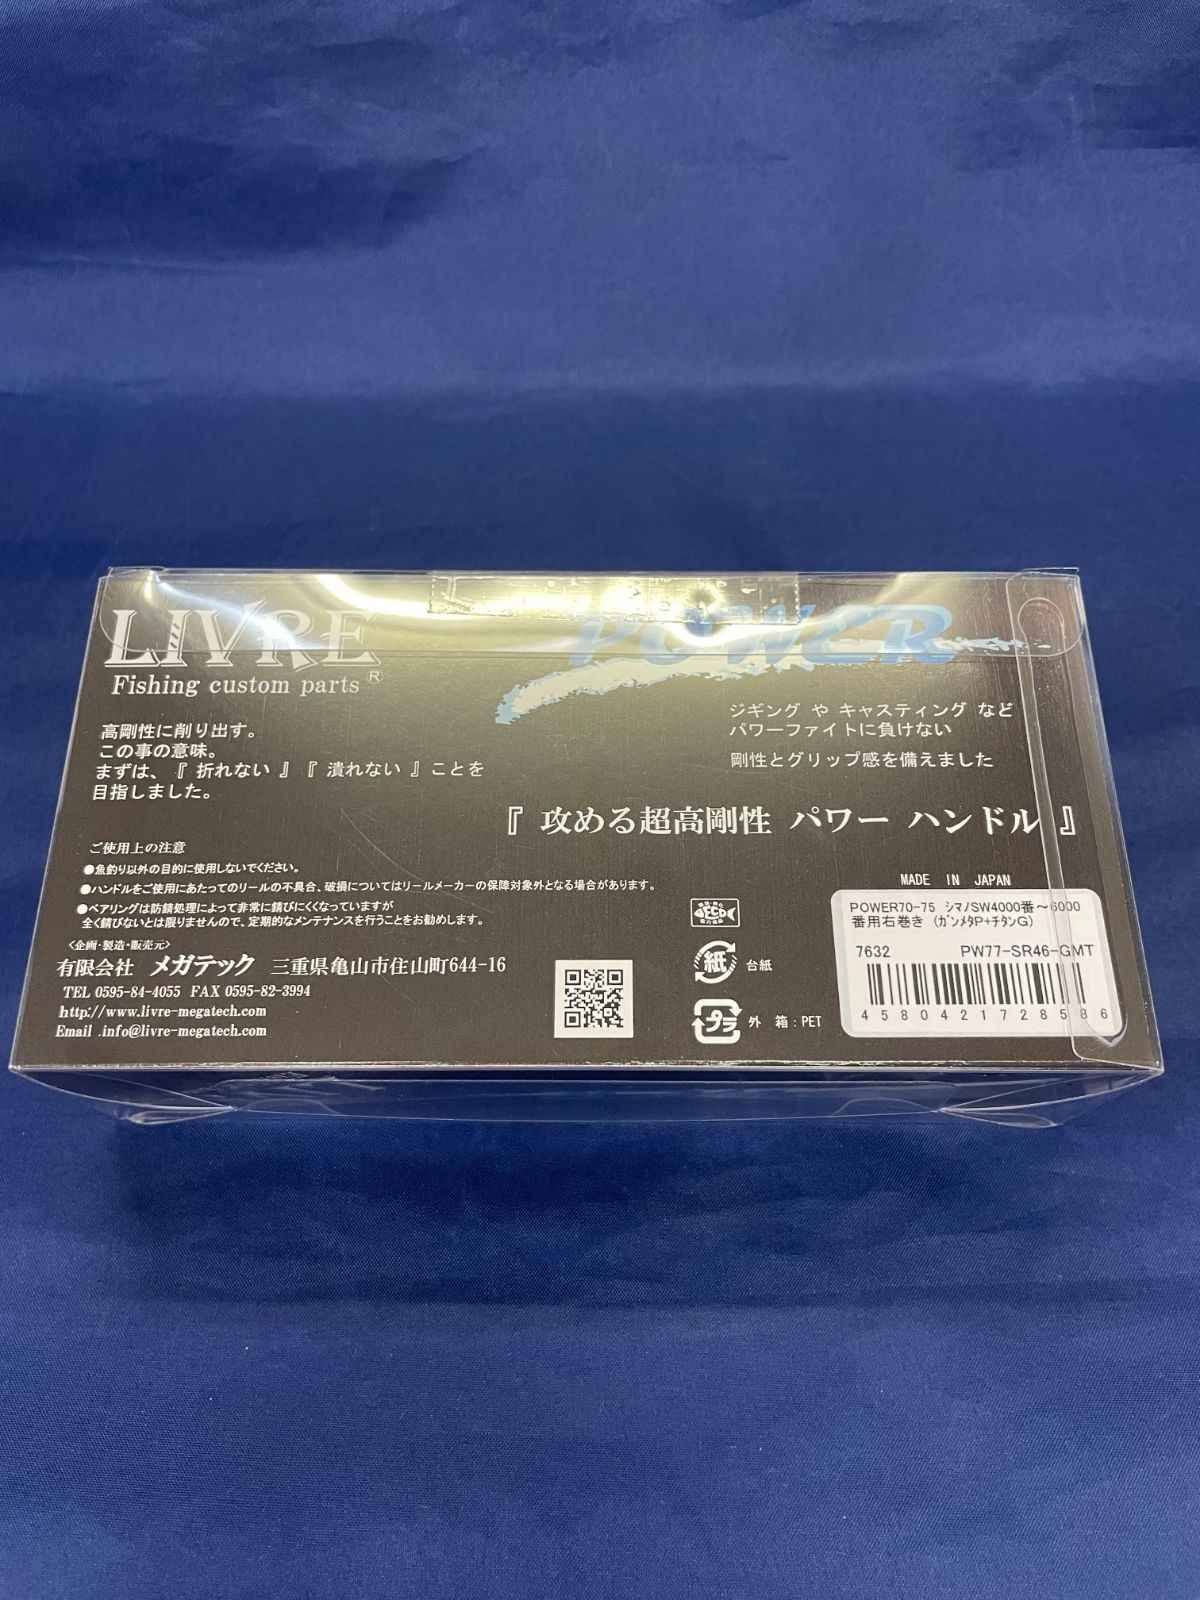 LIVRE
Fishing custom parts®
POWER
高剛性に削り出す。
この事の意味。
まずは、『 折れない 』『 潰れない 』ことを
目指しました。
ジギング や キャスティング など
パワーファイトに負けない
剛性とグリップ感を備えました
『 攻める超高剛性 パワー ハンドル 』
ご使用上の注意
●魚釣り以外の目的に使用しないでください。
●ハンドルをご使用にあたってのリールの不具合、破損についてはリールメーカーの保障対象外となる場合があります。
●ベアリングは防錆処理によって非常に錆びにくくなっていますが
全く錆びないとは限りませんので、定期的なメンテナンスを行うことをお勧めします。
<企画・製造・販売元>
有限会社 メガテック 三重県亀山市住山町644-16
TEL 0595-84-4055 FAX 0595-82-3994
http://www.livre-megatech.com
Email .info@livre-megatech.com
ECO
紙 台紙
プラ 外 箱：PET
MADE IN JAPAN
POWER70-75 ｼﾏﾉSW4000番～6000
番用右巻き (ｶﾞﾝﾒﾀP+ﾁﾀﾝG)
7632 PW77-SR46-GMT
4580421728586